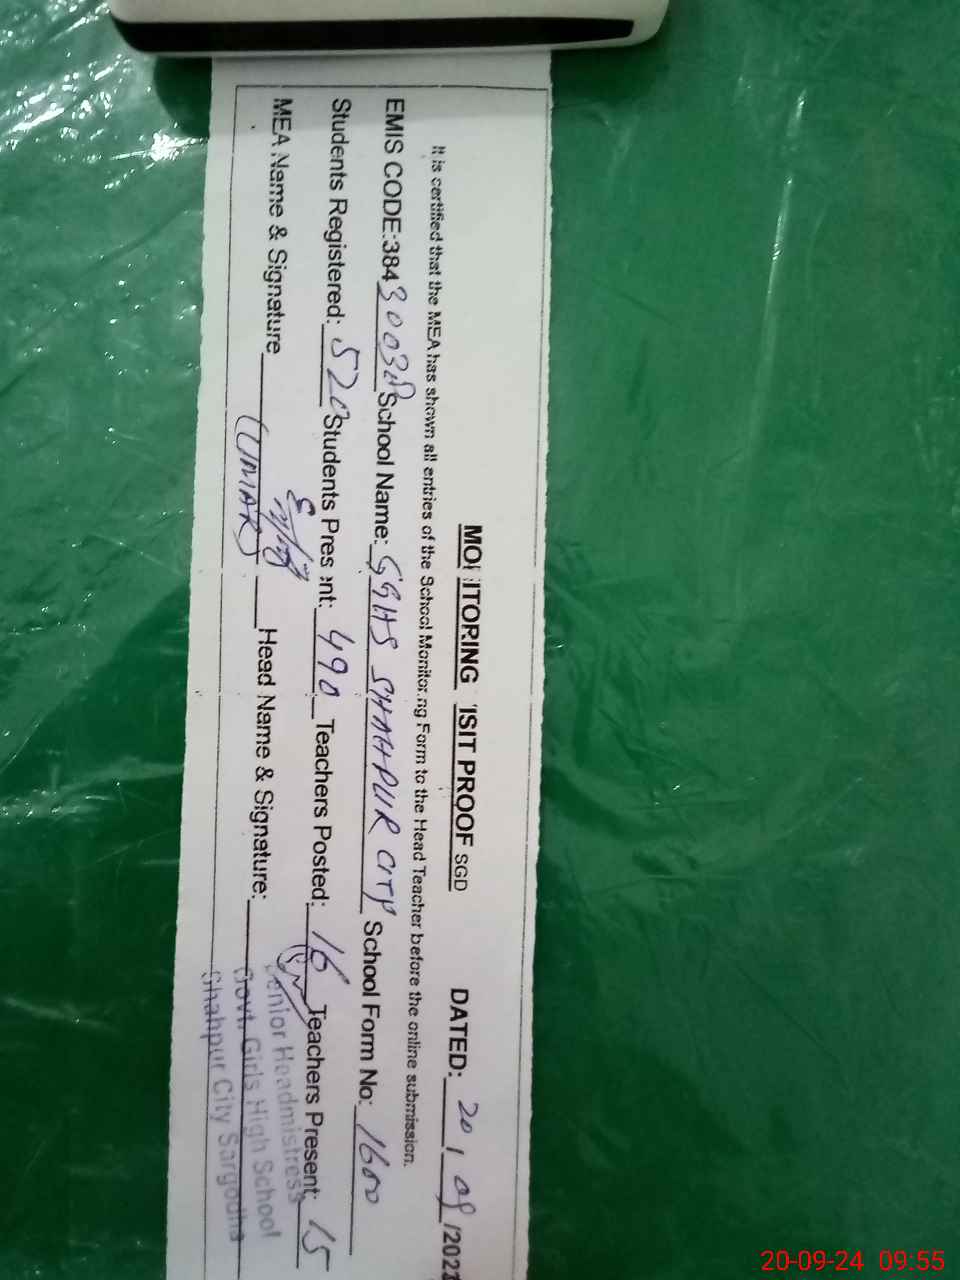 MONITORING VISIT PROOF SGD DATED: 20 / 09 /202
It is certified that the MEA has shown all entries of the School Monitoring Form to the Head Teacher before the online submission.
EMIS CODE:38430038 School Name: GGHS SHAHPUR CITY School Form No: 1600
Students Registered: 520 Students Present: 490 Teachers Posted: 16 Teachers Present: 15
MEA Name & Signature (UMAR) Head Name & Signature:
Senior Headmistress
Govt. Girls High School
Shahpur City Sargodha
20-09-24 09:55